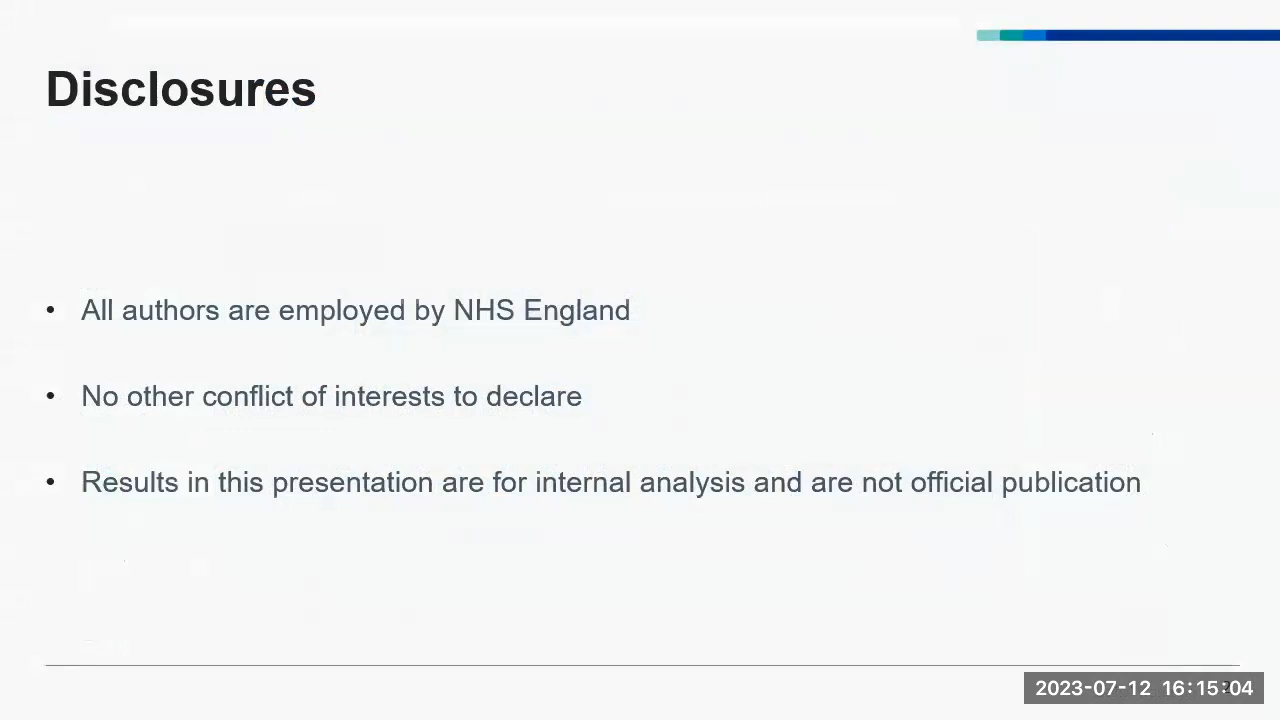 Disclosures
• All authors are employed by NHS England
• No other conflict of interests to declare
• Results in this presentation are for internal analysis and are not official publication
2023-07-12 16:15:04